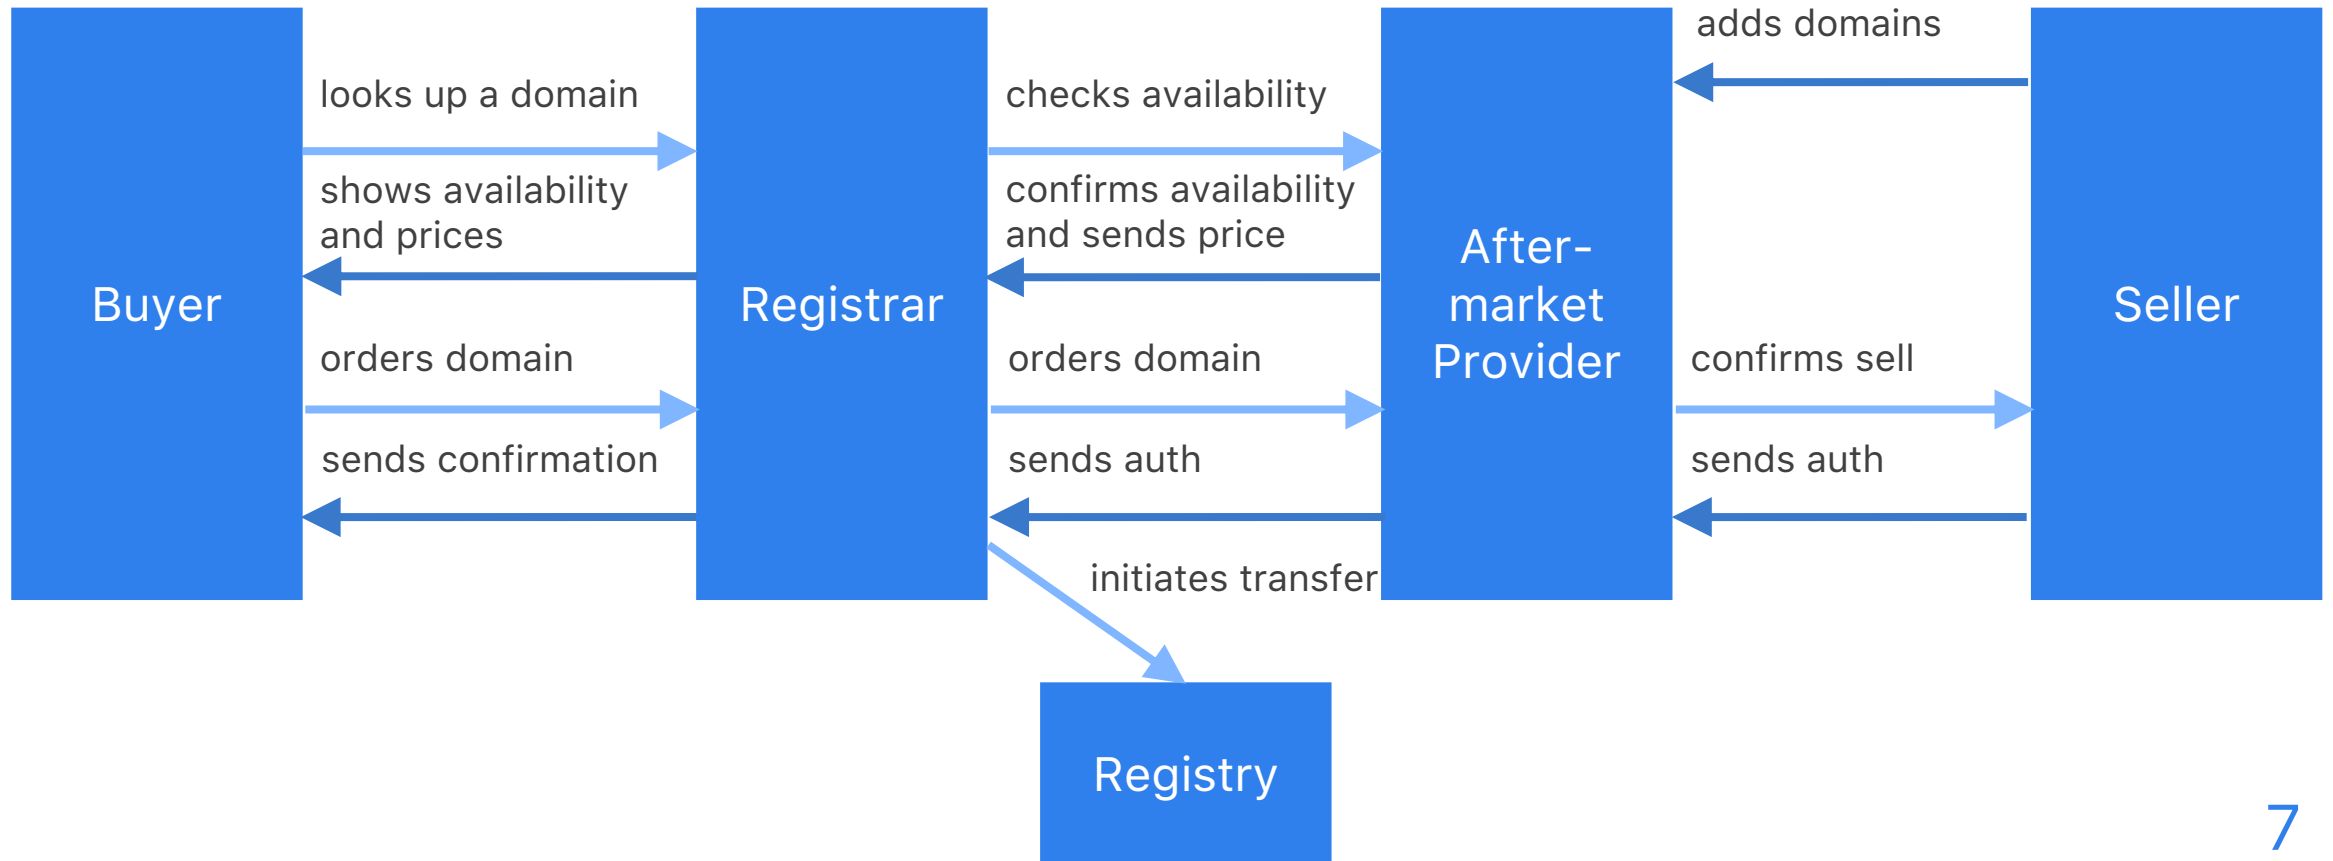 adds domains
looks up a domain
checks availability
shows availability
and prices
confirms availability
and sends price
Buyer
Registrar
After-
market
Provider
Seller
orders domain
orders domain
confirms sell
sends confirmation
sends auth
sends auth
initiates transfer
Registry
7